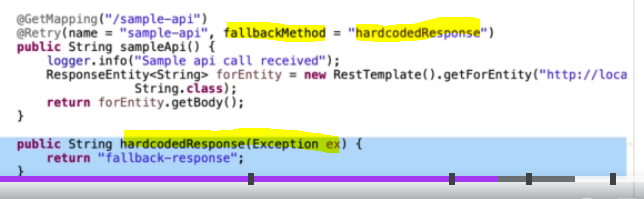 @GetMapping("/sample-api")
@Retry(name = "sample-api", fallbackMethod = "hardcodedResponse")
public String sampleApi() {
logger.info("Sample api call received");
ResponseEntity<String> forEntity = new RestTemplate().getForEntity("http://loca
String.class);
return forEntity.getBody();
}
public String hardcodedResponse(Exception ex) {
return "fallback-response";
}